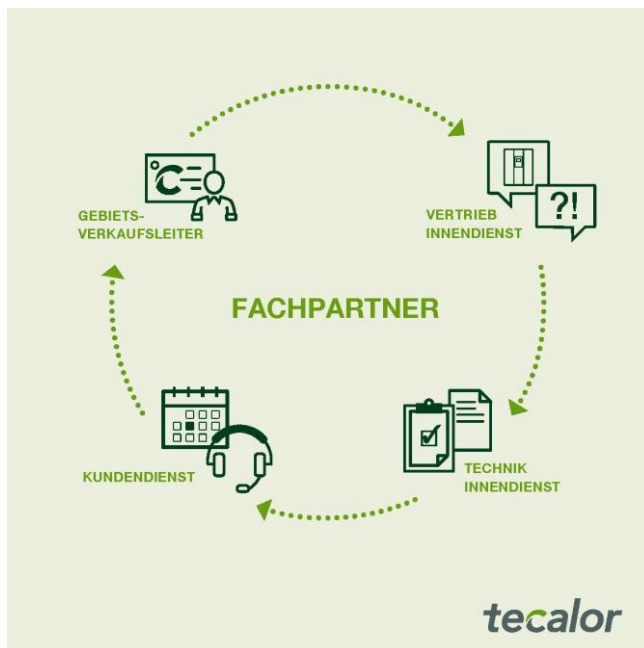 GEBIETS-
VERKAUFSLEITER
?!
VERTRIEB
INNENDIENST
FACHPARTNER
KUNDENDIENST
TECHNIK
INNENDIENST
tecalor